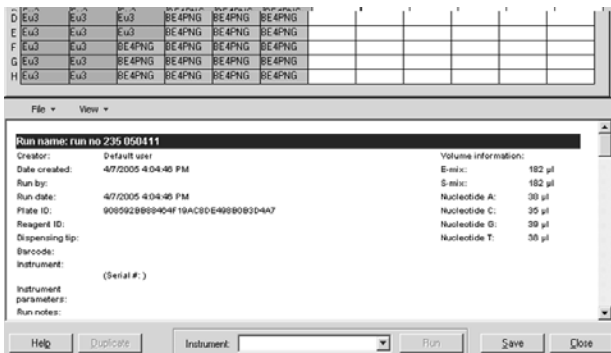 D Eu3 Eu3 Eu3 BE4PNG BE4PNG BE4PNG
E Eu3 Eu3 Eu3 BE4PNG BE4PNG BE4PNG
F Eu3 Eu3 BE4PNG BE4PNG BE4PNG BE4PNG
G Eu3 Eu3 BE4PNG BE4PNG BE4PNG BE4PNG
H Eu3 Eu3 BE4PNG BE4PNG BE4PNG BE4PNG
File View
Run name: run no 235 050411
Creator: Default user Volume information:
Date created: 4/7/2005 4:04:46 PM E-mix: 182 µl
Run by: S-mix: 182 µl
Run date: 4/7/2005 4:04:46 PM Nucleotide A: 38 µl
Plate ID: Nucleotide C: 35 µl
Reagent ID: Nucleotide G: 39 µl
Dispensing tip: Nucleotide T: 38 µl
Barcode:
Instrument:
(Serial #: )
Instrument
parameters:
Run notes:
Help Duplicate Instrument: Run Save Close